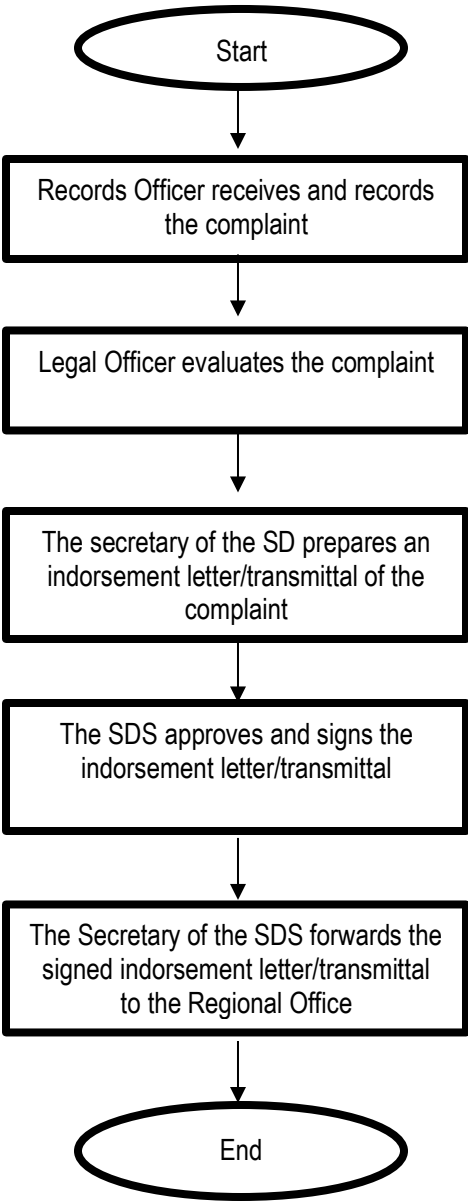 Start
Records Officer receives and records
the complaint
Legal Officer evaluates the complaint
The secretary of the SD prepares an
indorsement letter/transmittal of the
complaint
The SDS approves and signs the
indorsement letter/transmittal
The Secretary of the SDS forwards the
signed indorsement letter/transmittal
to the Regional Office
End